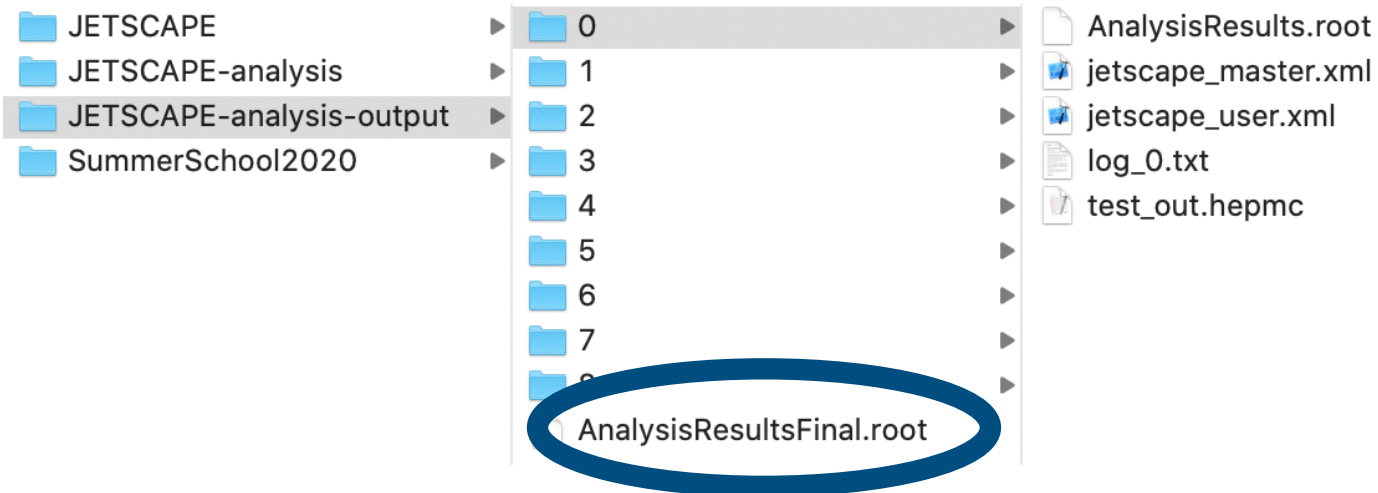 JETSCAPE
JETSCAPE-analysis
JETSCAPE-analysis-output
SummerSchool2020
0
1
2
3
4
5
6
7
AnalysisResultsFinal.root
AnalysisResults.root
jetscape_master.xml
jetscape_user.xml
log_0.txt
test_out.hepmc